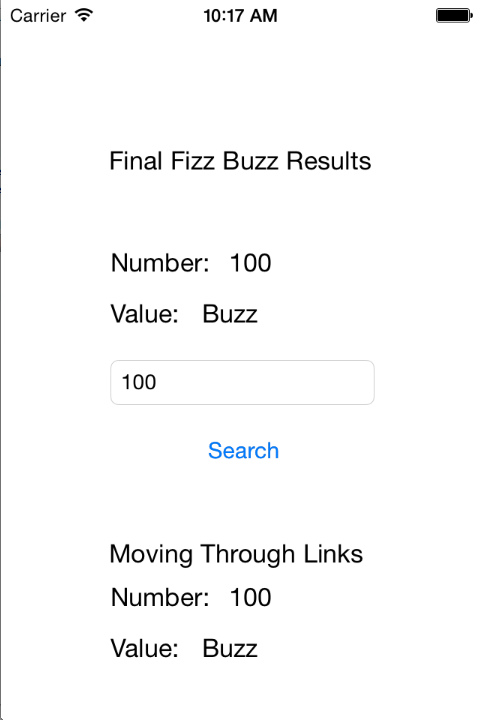 Carrier 10:17 AM
Final Fizz Buzz Results
Number: 100
Value: Buzz
100
Search
Moving Through Links
Number: 100
Value: Buzz